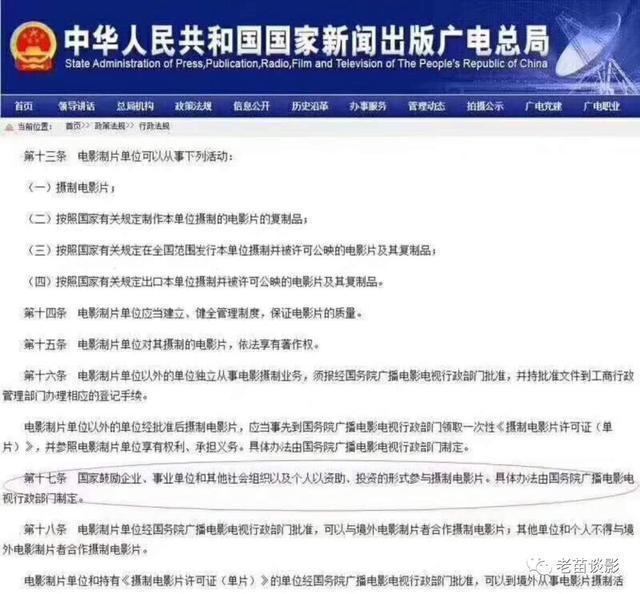 中华人民共和国国家新闻出版广电总局
State Administration of Press,Publication,Radio,Film and Television of The People's Republic of China
首页 领导讲话 总局机构 政策法规 信息公开 历史沿革 办事服务 管理动态 拍摄公示 广电党建 广电职业
当前位置： 首页>> 政策法规>> 行政法规
第十三条 电影制片单位可以从事下列活动：
（一）摄制电影片；
（二）按照国家有关规定制作本单位摄制的电影片的复制品；
（三）按照国家有关规定在全国范围发行本单位摄制并被许可公映的电影片及其复制品；
（四）按照国家有关规定出口本单位摄制并被许可公映的电影片及其复制品。
第十四条 电影制片单位应当建立、健全管理制度，保证电影片的质量。
第十五条 电影制片单位对其摄制的电影片，依法享有著作权。
第十六条 电影制片单位以外的单位独立从事电影摄制业务，须报经国务院广播电影电视行政部门批准，并持批准文件到工商行政
管理部门办理相应的登记手续。
电影制片单位以外的单位经批准后摄制电影片，应当事先到国务院广播电影电视行政部门领取一次性《摄制电影片许可证（单
片）》，并参照电影制片单位享有权利、承担义务。具体办法由国务院广播电影电视行政部门制定。
第十七条 国家鼓励企业、事业单位和其他社会组织以及个人以资助、投资的形式参与摄制电影片。具体办法由国务院广播电影电
视行政部门制定。
第十八条 电影制片单位经国务院广播电影电视行政部门批准，可以与境外电影制片者合作摄制电影片；其他单位和个人不得与境
外电影制片者合作摄制电影片。
电影制片单位和持有《摄制电影片许可证（单片）》的单位经国务院广播电影电视行政部门批准，可以到境外从事电影片摄制活
老苗谈影